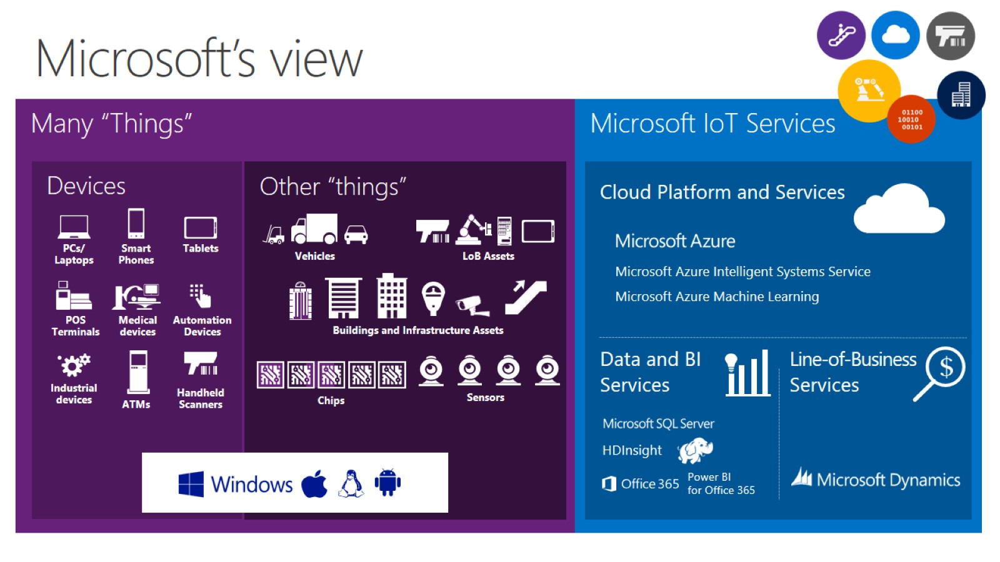 Microsoft's view
01100
10010
00101
Many “Things”
Devices
PCs/
Laptops
Smart
Phones
Tablets
POS
Terminals
Medical
devices
Automation
Devices
Industrial
devices
ATMs
Handheld
Scanners
Other “things”
Vehicles
LoB Assets
Buildings and Infrastructure Assets
Chips
Sensors
Windows
Microsoft IoT Services
Cloud Platform and Services
Microsoft Azure
Microsoft Azure Intelligent Systems Service
Microsoft Azure Machine Learning
Data and BI
Services
Microsoft SQL Server
HDInsight
Office 365
Power BI
for Office 365
Line-of-Business
Services
$
Microsoft Dynamics